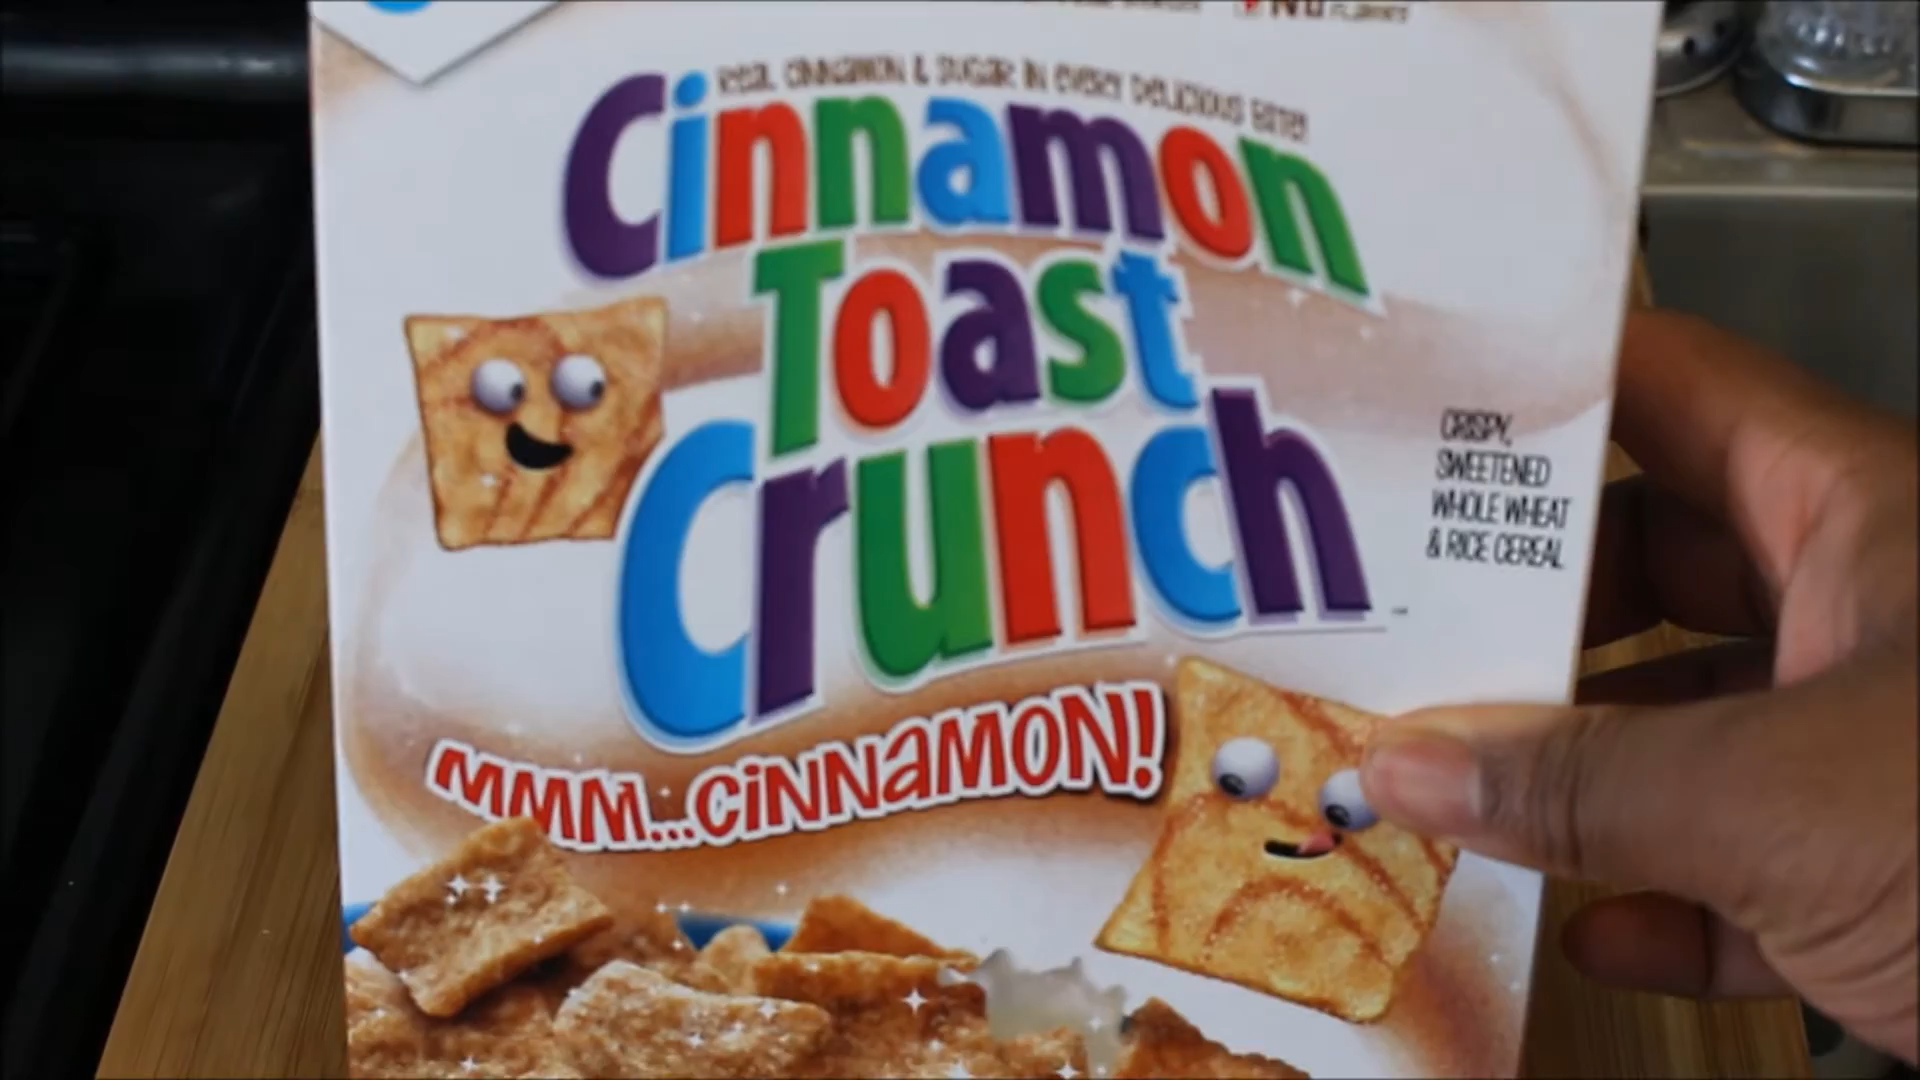 REAL CINNAMON & SUGAR IN EVERY DELICIOUS BITE!
Cinnamon
Toast
Crunch
CRISPY,
SWEETENED
WHOLE WHEAT
& RICE CEREAL
MMM...CiNNaMON!